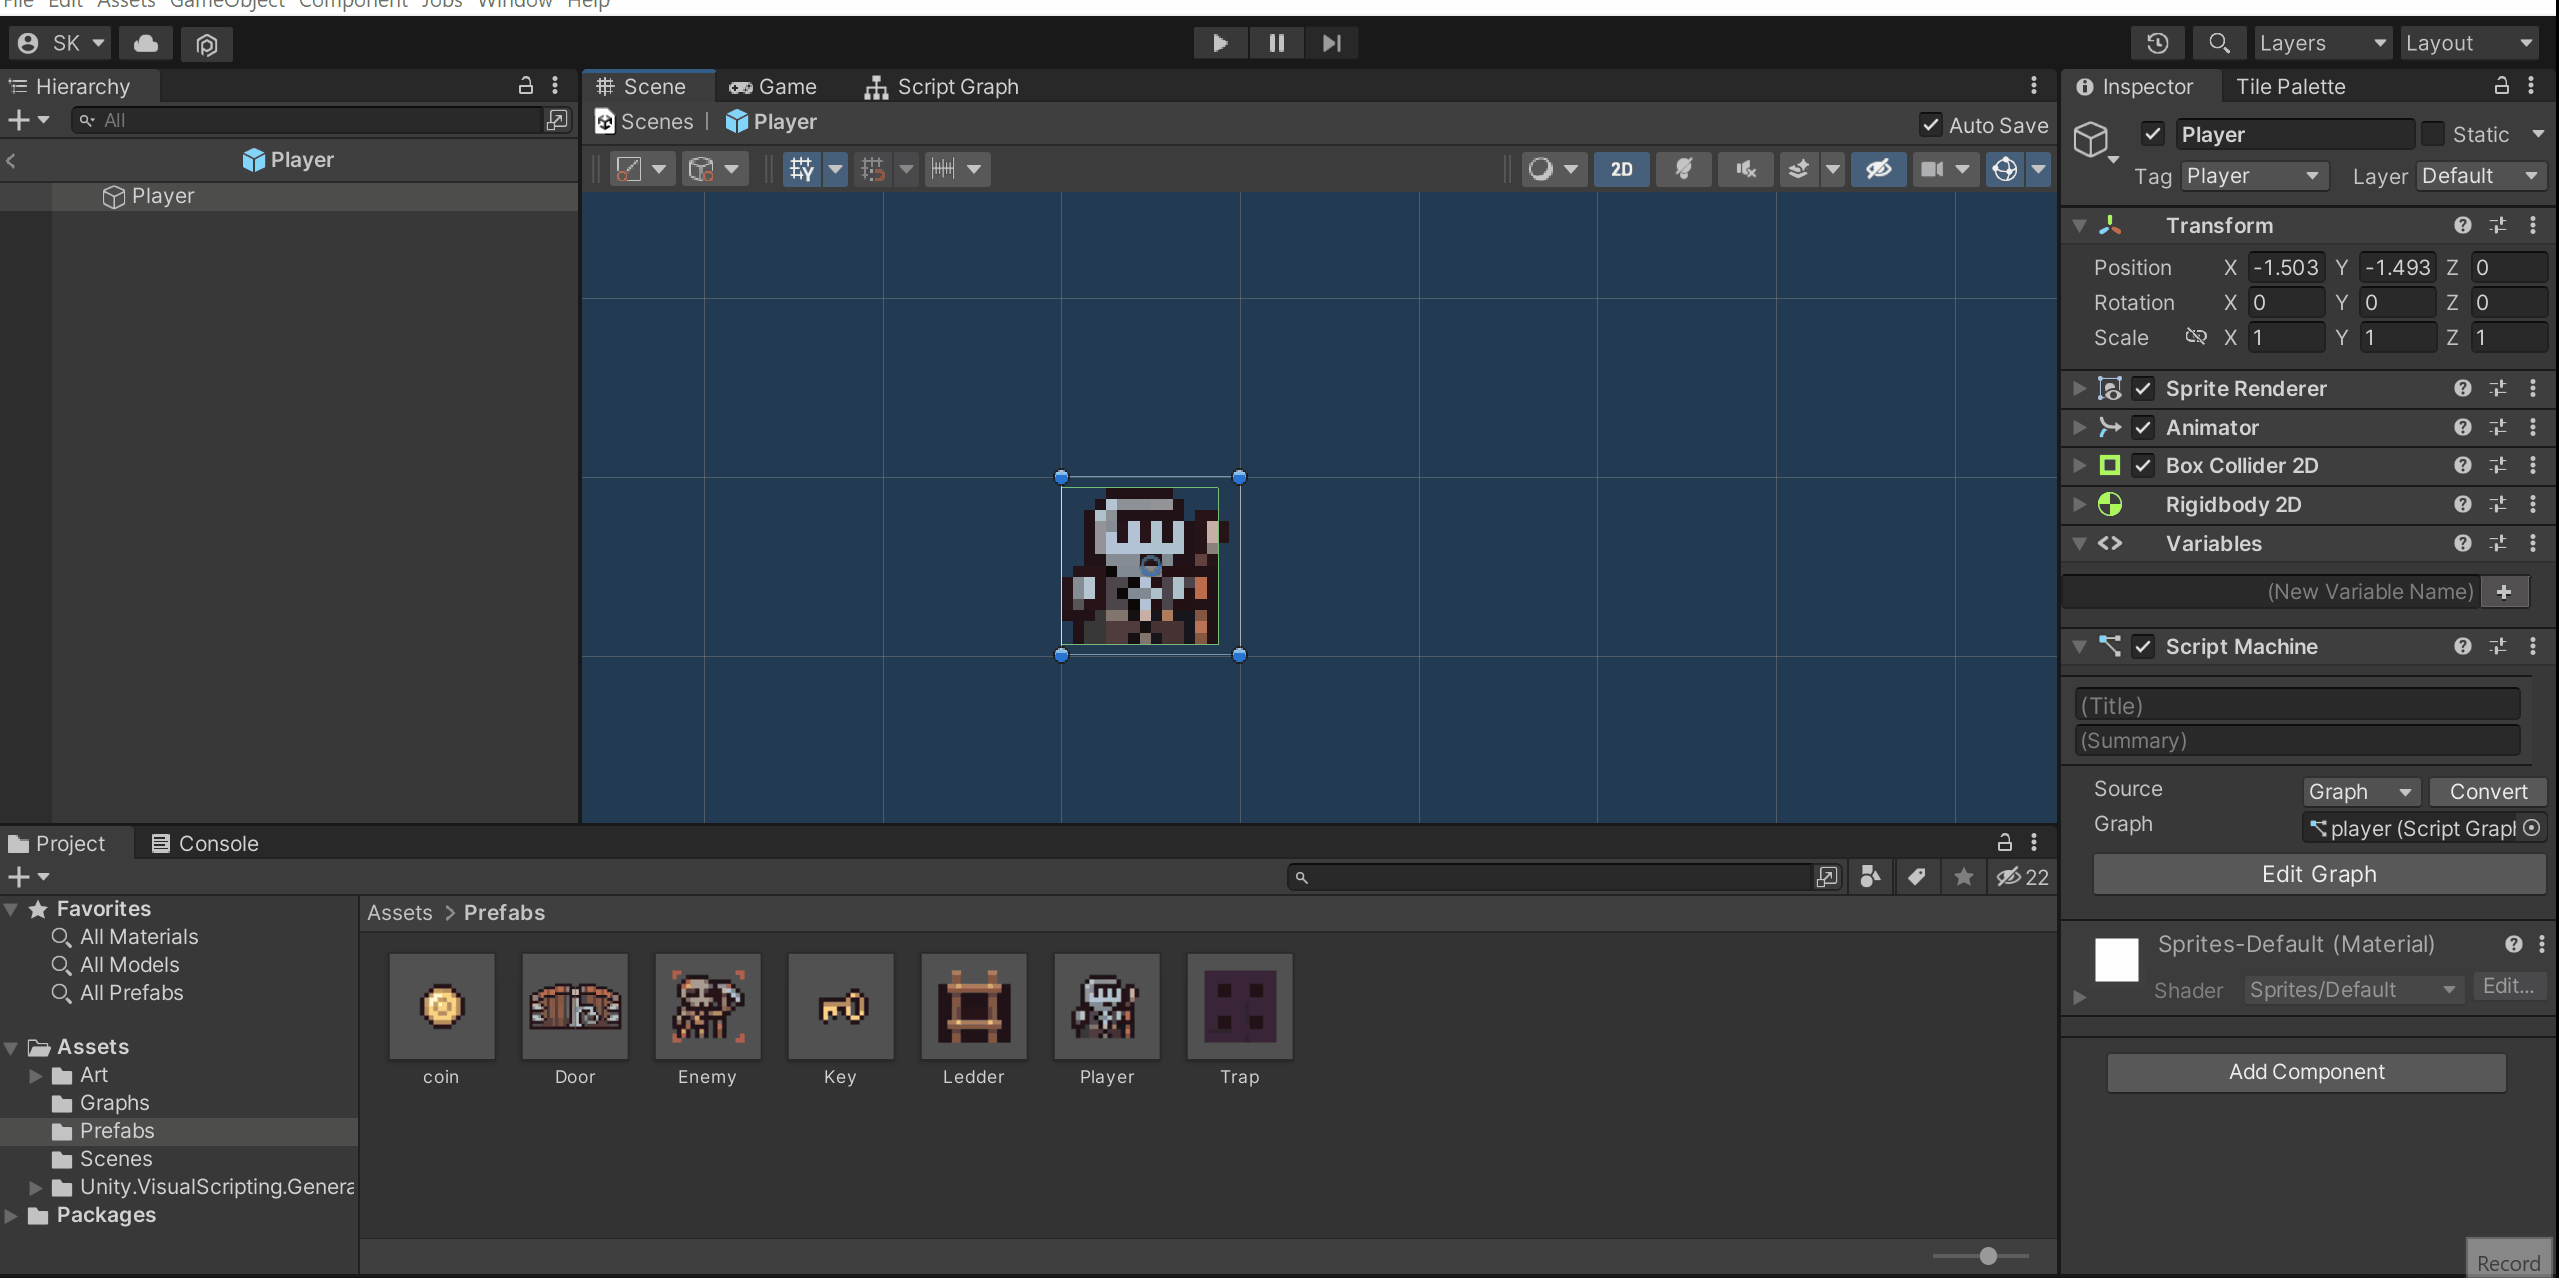 File Edit Assets GameObject Component Jobs Window Help
SK
Layers
Layout
Hierarchy
All
Player
Player
Scene
Game
Script Graph
Scenes
Player
Auto Save
2D
Inspector
Tile Palette
Player
Static
Tag
Player
Layer
Default
Transform
Position X -1.503 Y -1.493 Z 0
Rotation X 0 Y 0 Z 0
Scale X 1 Y 1 Z 1
Sprite Renderer
Animator
Box Collider 2D
Rigidbody 2D
Variables
(New Variable Name)
Script Machine
(Title)
(Summary)
Source
Graph
Convert
Graph
player (Script Graph
Edit Graph
Sprites-Default (Material)
Shader
Sprites/Default
Edit...
Add Component
Record
Project
Console
22
Favorites
All Materials
All Models
All Prefabs
Assets
Art
Graphs
Prefabs
Scenes
Unity.VisualScripting.Genera
Packages
Assets > Prefabs
coin
Door
Enemy
Key
Ledder
Player
Trap